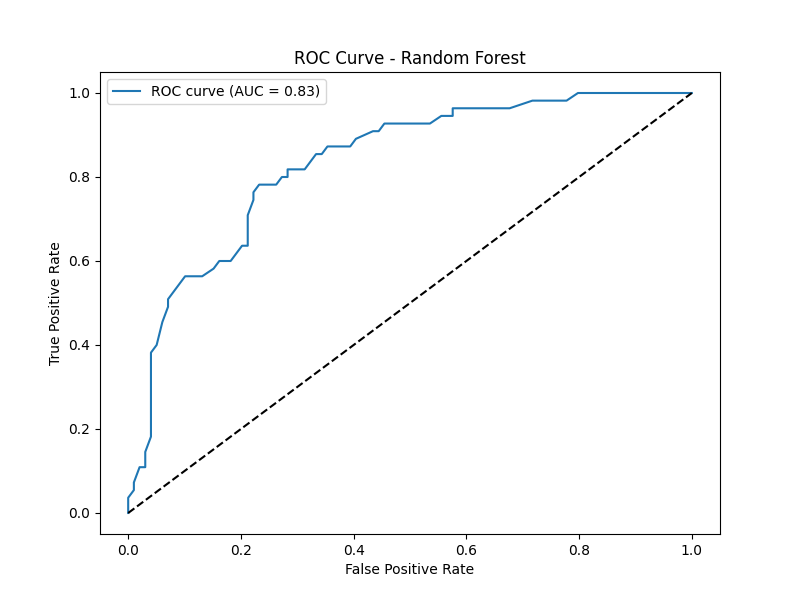 ROC Curve - Random Forest
ROC curve (AUC = 0.83)
True Positive Rate
1.0
0.8
0.6
0.4
0.2
0.0
0.0 0.2 0.4 0.6 0.8 1.0
False Positive Rate